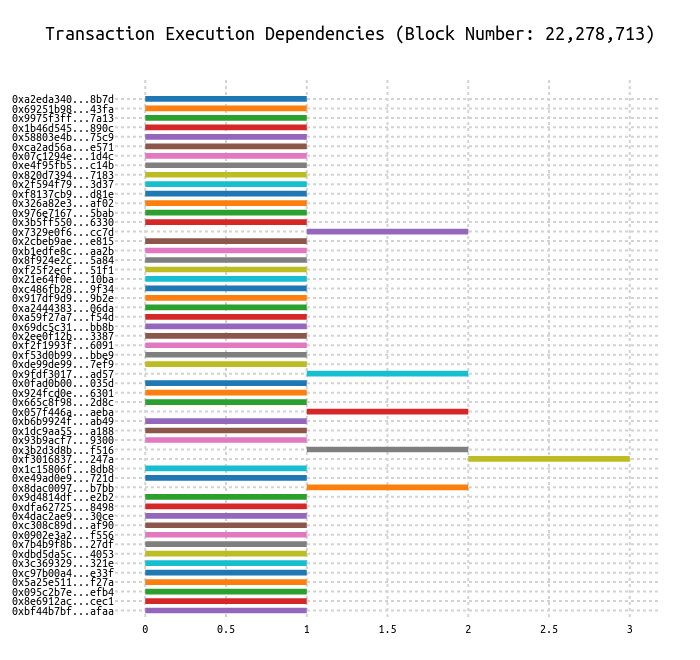 Transaction Execution Dependencies (Block Number: 22,278,713)
0xa2eda340...8b7d
0x69251b98...43fa
0x9975f3ff...7a13
0x1b46d545...890c
0x58803e4b...75c9
0xca2ad56a...e571
0x07c1294e...1d4c
0xe4f95fb5...c14b
0x820d7394...7183
0x2f594f79...3d37
0xf8137cb9...d81e
0x326a82e3...af02
0x976e7167...5bab
0x3b5ff550...6330
0x7329e0f6...cc7d
0x2cbeb9ae...e815
0xb1edfe8c...aa2b
0x8f924e2c...5a84
0xf25f2ecf...51f1
0x21e64f0e...10ba
0xc486fb28...9f34
0x917df9d9...9b2e
0xa2444383...06da
0xa59f27a7...f54d
0x69dc5c31...bb8b
0x2ee0f12b...3387
0xf2f1993f...6091
0xf53d0b99...bbe9
0xde99de99...7ef9
0x9fdf3017...ad57
0x0fad0b00...035d
0x924fcd0e...6301
0x665c8f98...2d8c
0x057f446a...aeba
0xb6b9924f...ab49
0x1dc9aa55...a188
0x93b9acf7...9300
0x3b2d3d8b...f516
0xf3016837...247a
0x1c15806f...8db8
0xe49ad0e9...721d
0x8dac0097...b7bb
0x9d4814df...e2b2
0xdfa62725...8498
0x4dac2ae9...30ce
0xc308c89d...af90
0x0902e3a2...f556
0x7b4b9f8b...27df
0xdbd5da5c...4053
0x3c369329...321e
0xc97b00a4...e33f
0x5a25e511...f27a
0x095c2b7e...efb4
0x8e6912ac...cec1
0xbf44b7bf...afaa
0 0.5 1 1.5 2 2.5 3